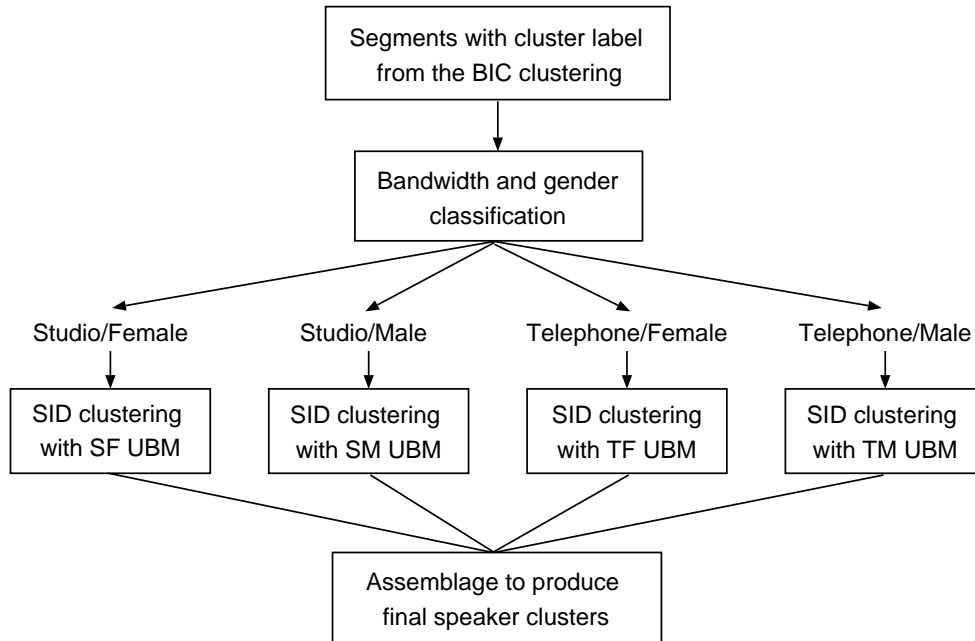 Segments with cluster label
from the BIC clustering
Bandwidth and gender
classification
Studio/Female
Studio/Male
Telephone/Female
Telephone/Male
SID clustering
with SF UBM
SID clustering
with SM UBM
SID clustering
with TF UBM
SID clustering
with TM UBM
Assemblage to produce
final speaker clusters